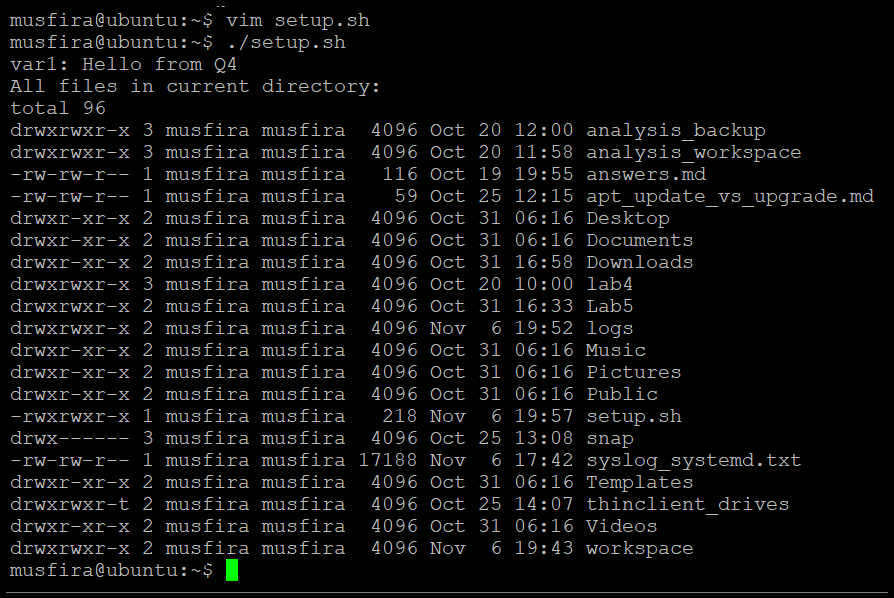 musfira@ubuntu:~$ vim setup.sh
musfira@ubuntu:~$ ./setup.sh
var1: Hello from Q4
All files in current directory:
total 96
drwxrwxr-x 3 musfira musfira  4096 Oct 20 12:00 analysis_backup
drwxrwxr-x 3 musfira musfira  4096 Oct 20 11:58 analysis_workspace
-rw-rw-r-- 1 musfira musfira   116 Oct 19 19:55 answers.md
-rw-rw-r-- 1 musfira musfira    59 Oct 25 12:15 apt_update_vs_upgrade.md
drwxr-xr-x 2 musfira musfira  4096 Oct 31 06:16 Desktop
drwxr-xr-x 2 musfira musfira  4096 Oct 31 06:16 Documents
drwxr-xr-x 2 musfira musfira  4096 Oct 31 16:58 Downloads
drwxrwxr-x 3 musfira musfira  4096 Oct 20 10:00 lab4
drwxrwxr-x 2 musfira musfira  4096 Oct 31 16:33 Lab5
drwxrwxr-x 2 musfira musfira  4096 Nov  6 19:52 logs
drwxr-xr-x 2 musfira musfira  4096 Oct 31 06:16 Music
drwxr-xr-x 2 musfira musfira  4096 Oct 31 06:16 Pictures
drwxr-xr-x 2 musfira musfira  4096 Oct 31 06:16 Public
-rwxrwxr-x 1 musfira musfira   218 Nov  6 19:57 setup.sh
drwx------ 3 musfira musfira  4096 Oct 25 13:08 snap
-rw-rw-r-- 1 musfira musfira 17188 Nov  6 17:42 syslog_systemd.txt
drwxr-xr-x 2 musfira musfira  4096 Oct 31 06:16 Templates
drwxrwxr-t 2 musfira musfira  4096 Oct 25 14:07 thinclient_drives
drwxr-xr-x 2 musfira musfira  4096 Oct 31 06:16 Videos
drwxrwxr-x 2 musfira musfira  4096 Nov  6 19:43 workspace
musfira@ubuntu:~$